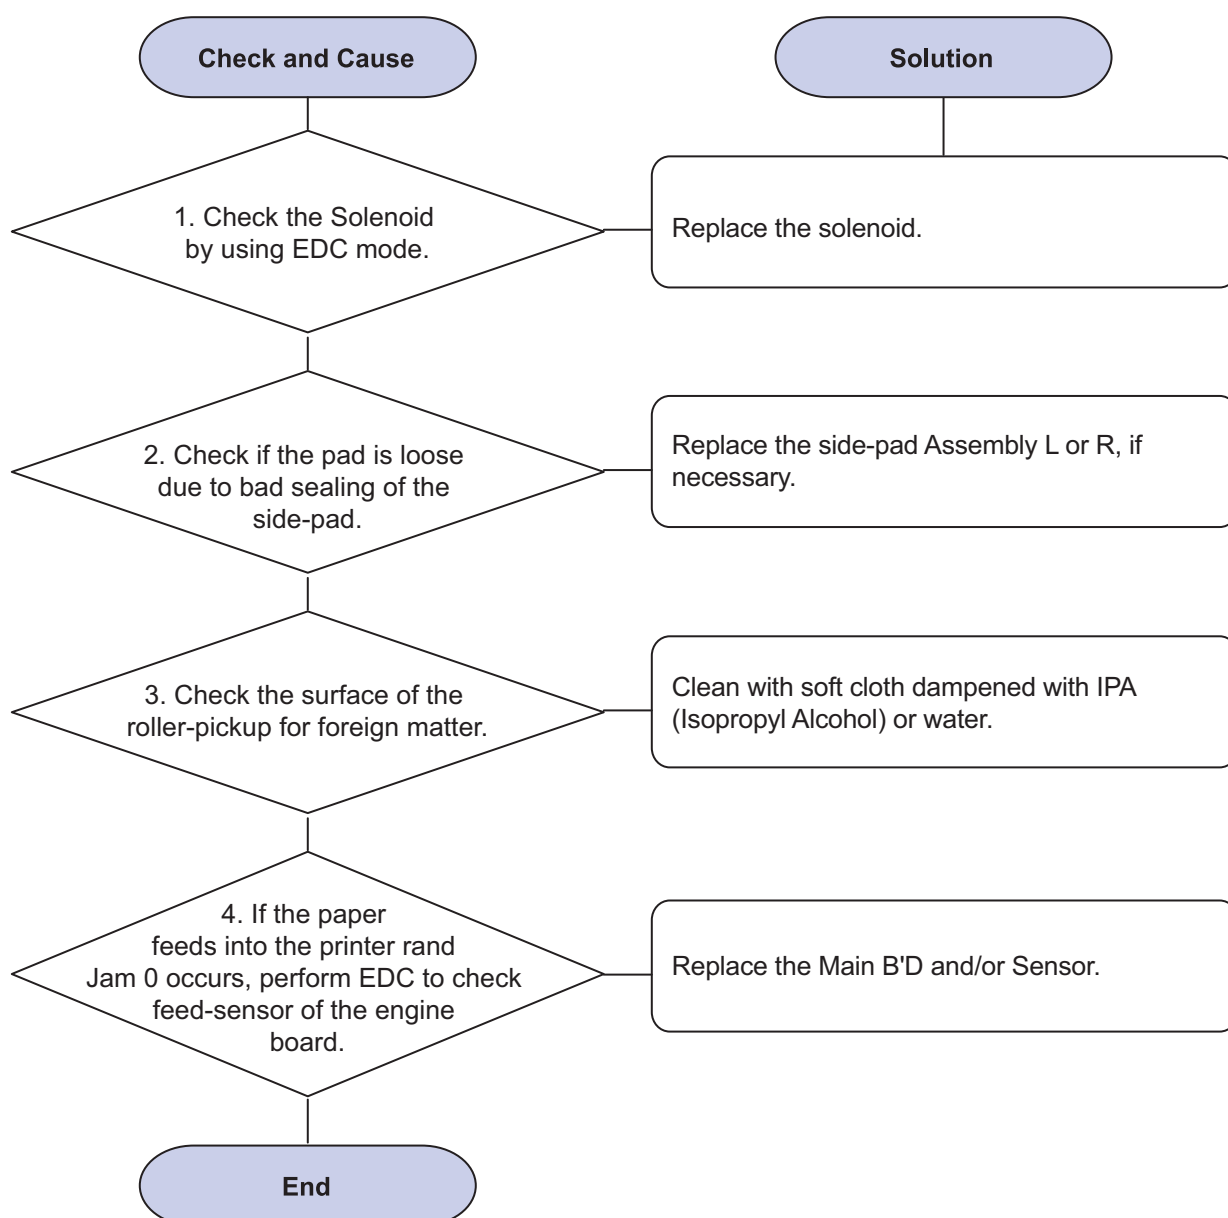 Check and Cause
Solution
1. Check the Solenoid
by using EDC mode.
Replace the solenoid.
2. Check if the pad is loose
due to bad sealing of the
side-pad.
Replace the side-pad Assembly L or R, if
necessary.
3. Check the surface of the
roller-pickup for foreign matter.
Clean with soft cloth dampened with IPA
(Isopropyl Alcohol) or water.
4. If the paper
feeds into the printer rand
Jam 0 occurs, perform EDC to check
feed-sensor of the engine
board.
Replace the Main B'D and/or Sensor.
End